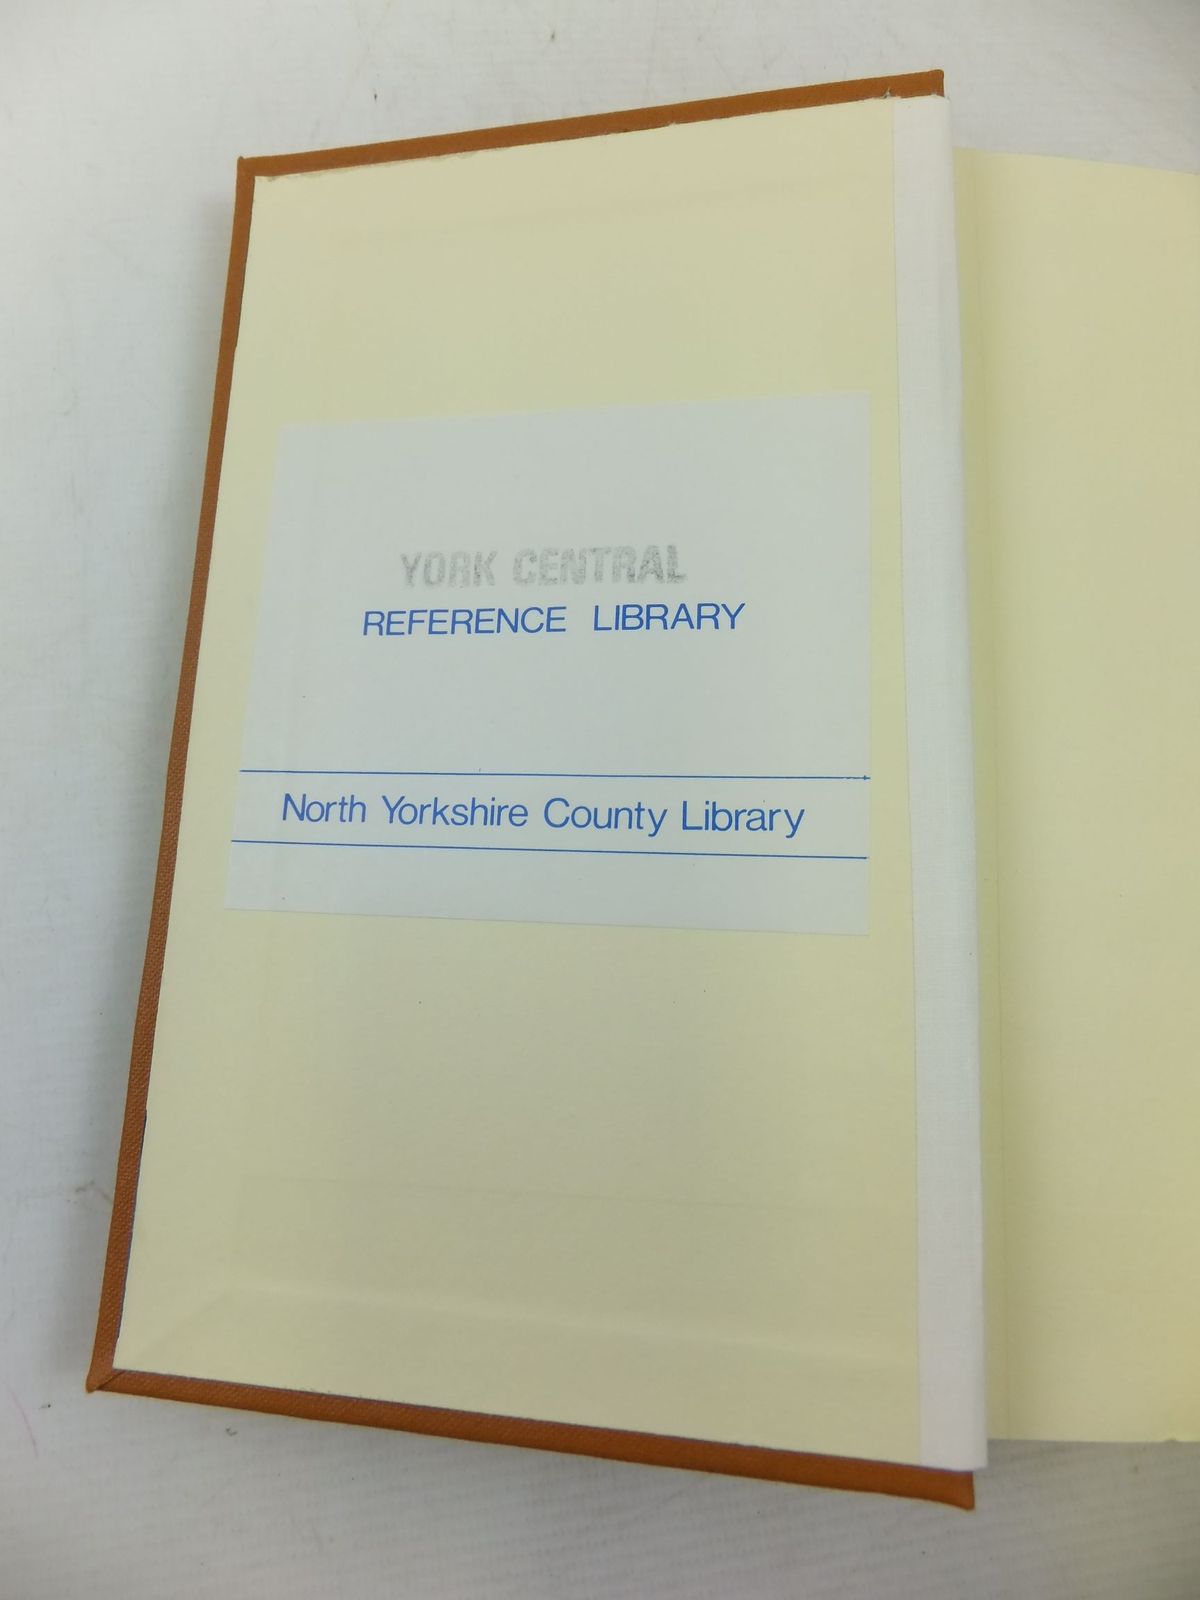 YORK CENTRAL
REFERENCE LIBRARY
North Yorkshire County Library